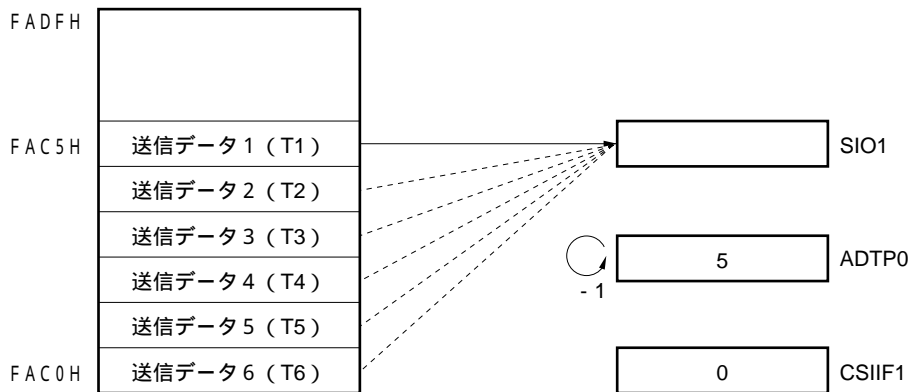 FADFH
FAC5H 送信データ1（T1） SIO1
送信データ2（T2）
送信データ3（T3）
5 ADTP0
-1
送信データ4（T4）
送信データ5（T5）
FAC0H 送信データ6（T6） 0 CSIIF1